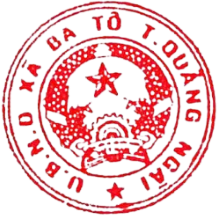 U.B.N.D XÃ BA TÔ T.QUẢNG NGÃI